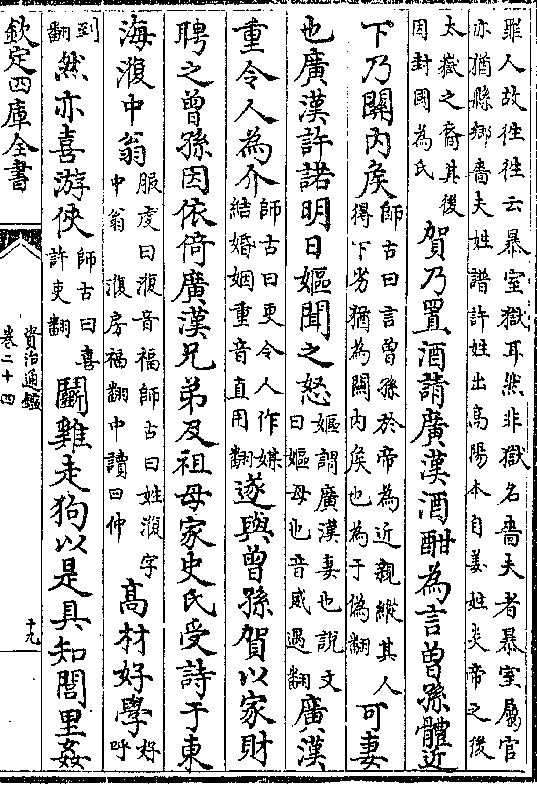 罪人故往往云暴室獄耳然非獄名嗇夫者暴室屬官
亦猶縣鄉嗇夫姓譜許姓出高陽本自姜姓炎帝之後
太嶽之裔其後
因封國為氏
賀乃置酒請廣漢酒酣為言曾孫體近
下乃關內侯
師古曰言曾孫於帝為近親縱其人
得下劣猶為關內侯也為于偽翻
可妻
也廣漢許諾明日嫗聞之怒
嫗謂廣漢妻也說文
曰嫗母也音威遇翻
廣漢
重令人為介
師古曰更令人作媒
結婚姻重音直用翻
遂與曾孫賀以家財
聘之曾孫因依倚廣漢兄弟及祖母家史氏受詩于東
海澓中翁
服虔曰澓音福師古曰姓澓字
中翁澓房福翻中讀曰仲
高材好學
好
呼
到
翻
然亦喜游俠
師古曰喜
許吏翻
鬭雞走狗以是具知閭里姦
欽定四庫全書
資治通鑑
卷二十四
十九